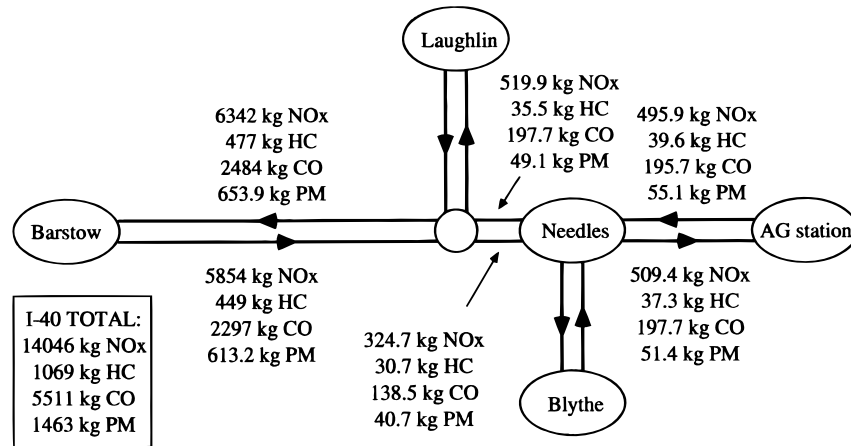 Laughlin
519.9 kg NOx
35.5 kg HC
197.7 kg CO
49.1 kg PM
495.9 kg NOx
39.6 kg HC
195.7 kg CO
55.1 kg PM
6342 kg NOx
477 kg HC
2484 kg CO
653.9 kg PM
Barstow
Needles
AG station
5854 kg NOx
449 kg HC
2297 kg CO
613.2 kg PM
509.4 kg NOx
37.3 kg HC
197.7 kg CO
51.4 kg PM
I-40 TOTAL:
14046 kg NOx
1069 kg HC
5511 kg CO
1463 kg PM
324.7 kg NOx
30.7 kg HC
138.5 kg CO
40.7 kg PM
Blythe